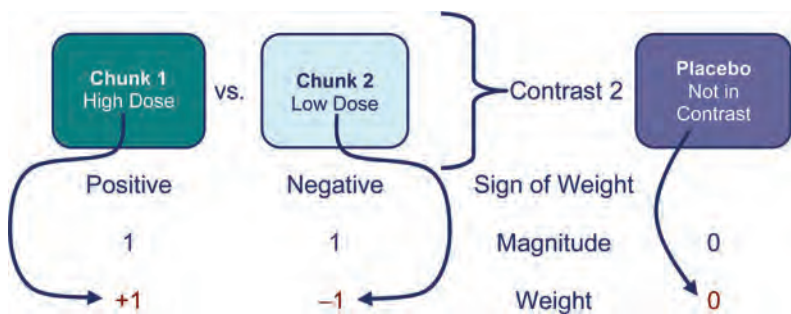 Chunk 1
High Dose
vs.
Chunk 2
Low Dose
Contrast 2
Placebo
Not in
Contrast
Positive Negative Sign of Weight
1 1 Magnitude 0
+1 –1 Weight 0